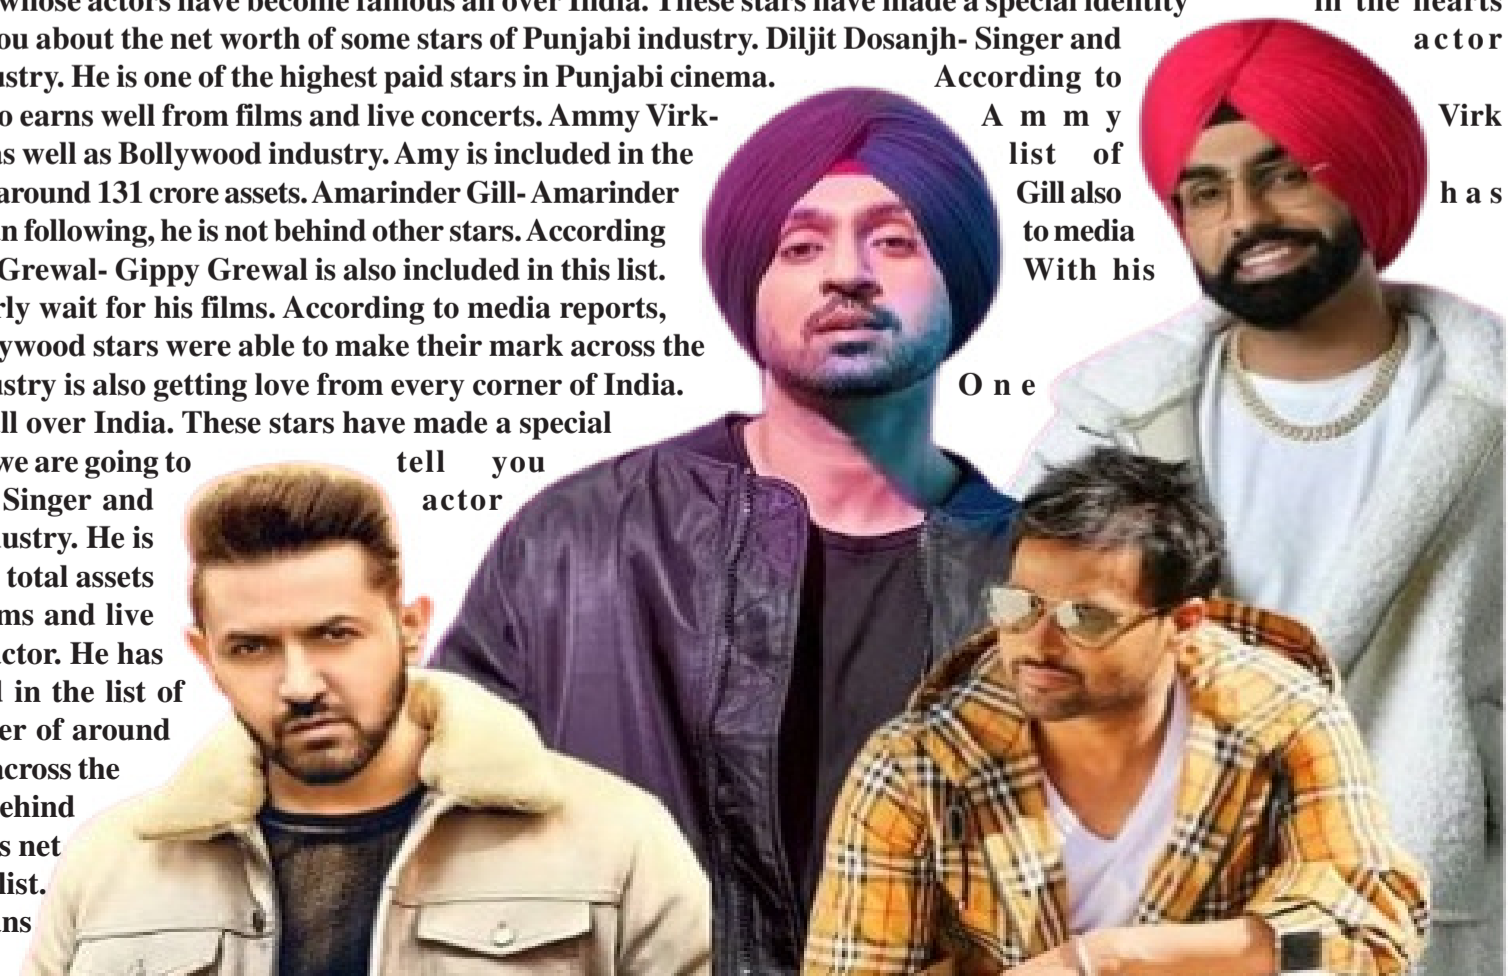 whose actors have become famous all over India. These stars have made a special identity in the hearts
ou about the net worth of some stars of Punjabi industry. Diljit Dosanjh- Singer and actor
ustry. He is one of the highest paid stars in Punjabi cinema. According to
o earns well from films and live concerts. Ammy Virk- Ammy Virk
as well as Bollywood industry. Amy is included in the list of
around 131 crore assets. Amarinder Gill- Amarinder Gill also has
an following, he is not behind other stars. According to media
Grewal- Gippy Grewal is also included in this list. With his
rly wait for his films. According to media reports,
ywood stars were able to make their mark across the
ustry is also getting love from every corner of India. One
ll over India. These stars have made a special
we are going to tell you
Singer and actor
ustry. He is
total assets
ms and live
ctor. He has
in the list of
er of around
across the
ehind
s net
list.
ns